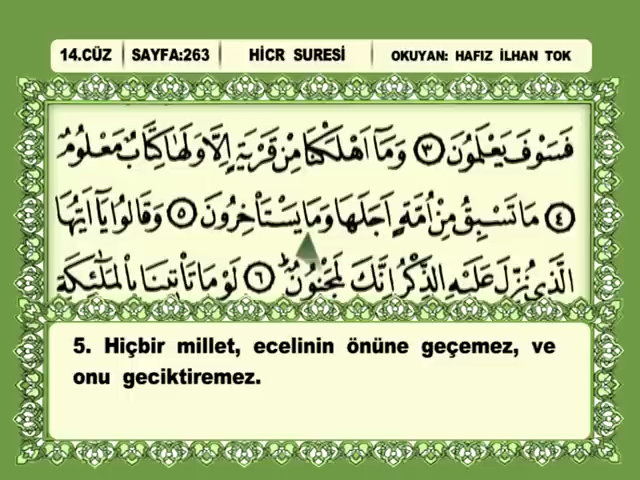 14.CÜZ SAYFA:263 HİCR SURESİ OKUYAN: HAFIZ İLHAN TOK
فَسَوْفَ يَعْلَمُونَ ﴿٣﴾ وَمَٓا اَهْلَكْنَا مِنْ قَرْيَةٍ اِلَّا وَلَهَا كِتَابٌ مَعْلُومٌ
﴿٤﴾ مَا تَسْبِقُ مِنْ اُمَّةٍ اَجَلَهَا وَمَا يَسْتَأْخِرُونَ ﴿٥﴾ وَقَالُوا يَٓا اَيُّهَا
الَّذ۪ي نُزِّلَ عَلَيْهِ الذِّكْرُ اِنَّكَ لَمَجْنُونٌۜ ﴿٦﴾ لَوْ مَا تَأْت۪ينَا بِالْمَلٰٓئِكَةِ
5. Hiçbir millet, ecelinin önüne geçemez, ve
onu geciktiremez.